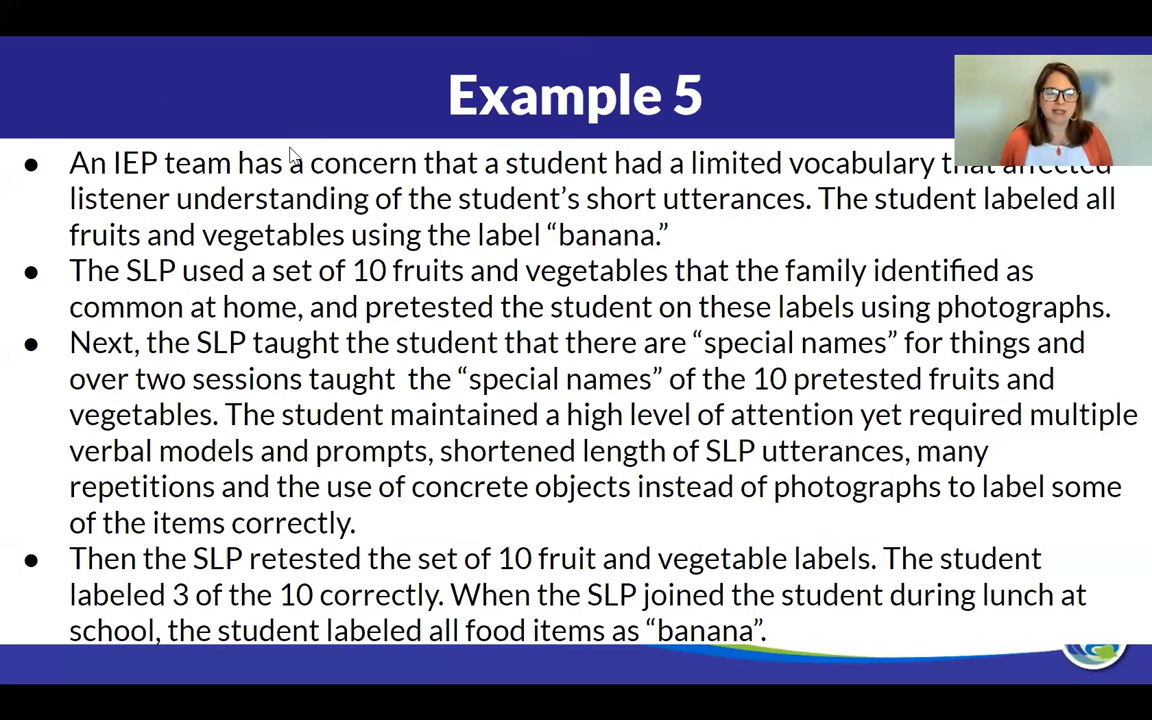 Example 5
● An IEP team has a concern that a student had a limited vocabulary that affected
listener understanding of the student’s short utterances. The student labeled all
fruits and vegetables using the label “banana.”
● The SLP used a set of 10 fruits and vegetables that the family identified as
common at home, and pretested the student on these labels using photographs.
● Next, the SLP taught the student that there are “special names” for things and
over two sessions taught the “special names” of the 10 pretested fruits and
vegetables. The student maintained a high level of attention yet required multiple
verbal models and prompts, shortened length of SLP utterances, many
repetitions and the use of concrete objects instead of photographs to label some
of the items correctly.
● Then the SLP retested the set of 10 fruit and vegetable labels. The student
labeled 3 of the 10 correctly. When the SLP joined the student during lunch at
school, the student labeled all food items as “banana”.